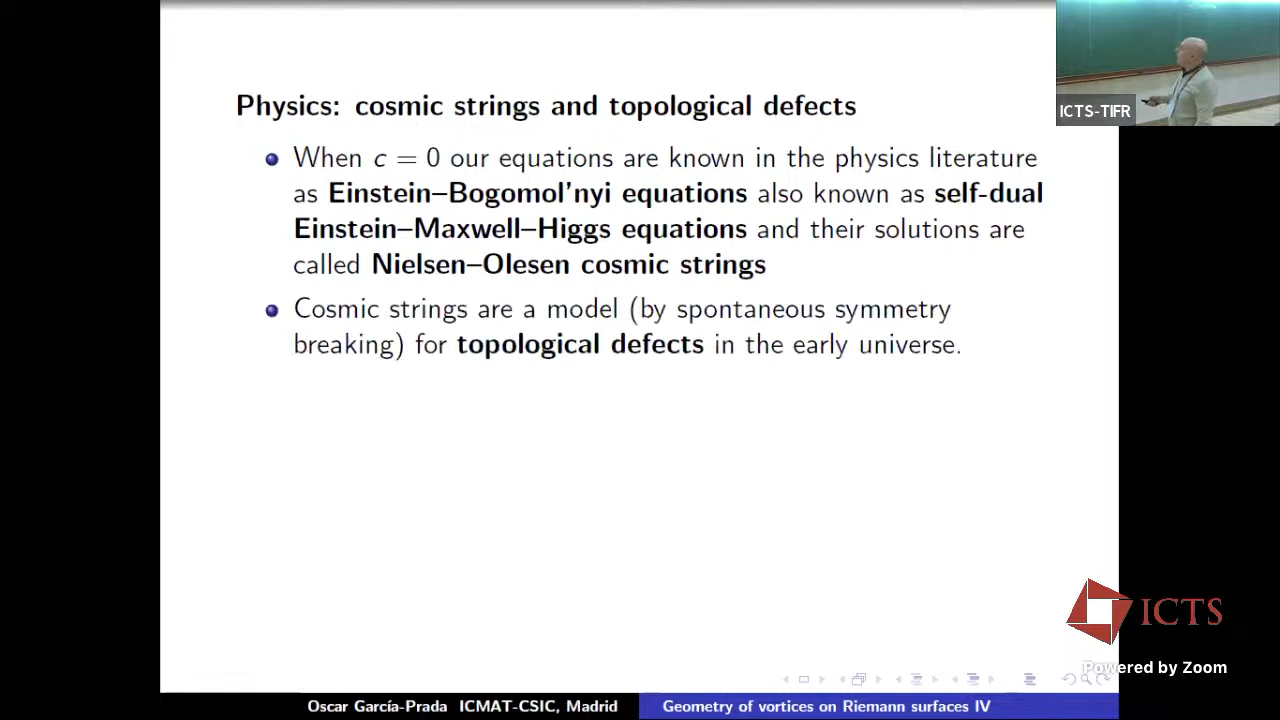 Physics: cosmic strings and topological defects
When c = 0 our equations are known in the physics literature
as Einstein–Bogomol'nyi equations also known as self-dual
Einstein–Maxwell–Higgs equations and their solutions are
called Nielsen–Olesen cosmic strings
Cosmic strings are a model (by spontaneous symmetry
breaking) for topological defects in the early universe.
ICTS-TIFR
ICTS
Powered by Zoom
Oscar García-Prada ICMAT-CSIC, Madrid
Geometry of vortices on Riemann surfaces IV